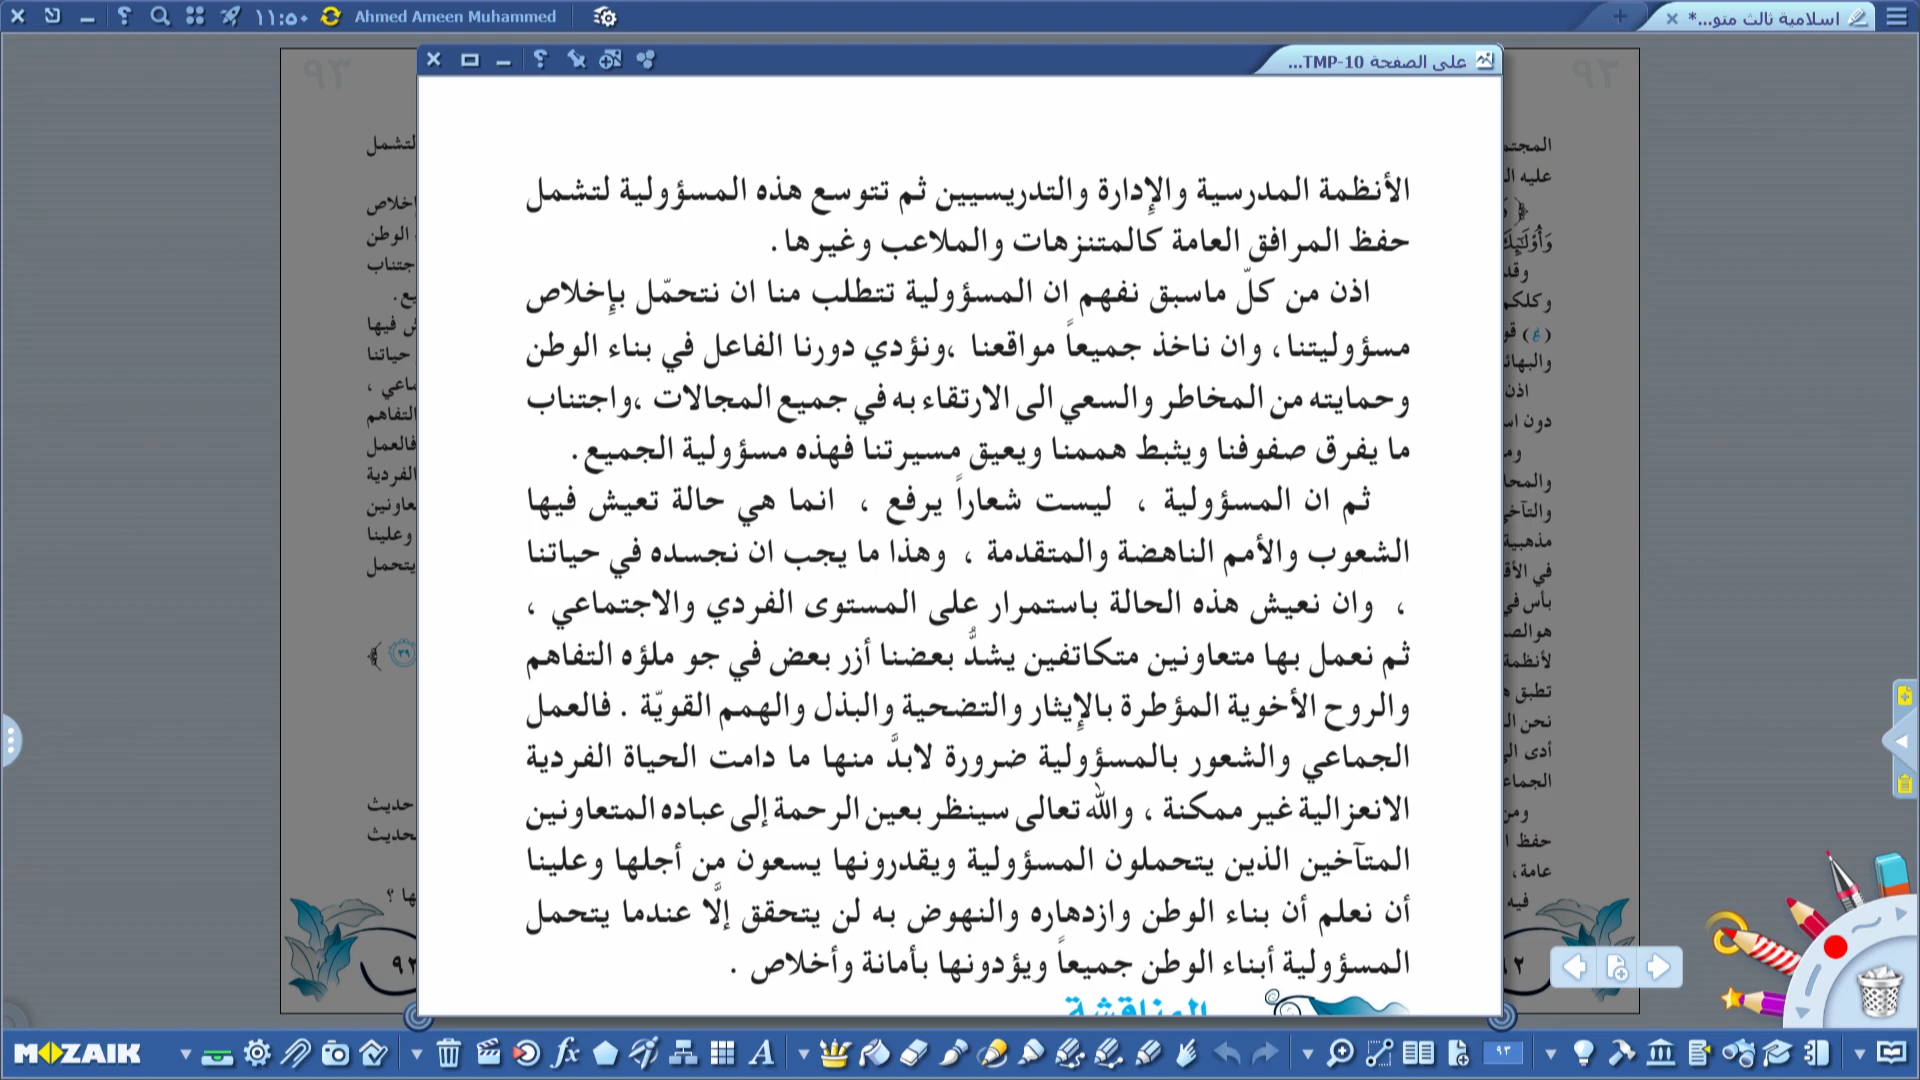 Ahmed Ameen Muhammed
١١:٥٠
اسلامية ثالث متو...*
على الصفحة TMP-10...
الأنظمة المدرسية والإدارة والتدريسيين ثم تتوسع هذه المسؤولية لتشمل
حفظ المرافق العامة كالمتنزهات والملاعب وغيرها .
اذن من كلّ ماسبق نفهم ان المسؤولية تتطلب منا ان نتحمّل بإخلاص
مسؤوليتنا، وان ناخذ جميعاً مواقعنا ،ونؤدي دورنا الفاعل في بناء الوطن
وحمايته من المخاطر والسعي الى الارتقاء به في جميع المجالات ،واجتناب
ما يفرق صفوفنا ويثبط هممنا ويعيق مسيرتنا فهذه مسؤولية الجميع .
ثم ان المسؤولية ، ليست شعاراً يرفع ، انما هي حالة تعيش فيها
الشعوب والأمم الناهضة والمتقدمة ، وهذا ما يجب ان نجسده في حياتنا
، وان نعيش هذه الحالة باستمرار على المستوى الفردي والاجتماعي ،
ثم نعمل بها متعاونين متكاتفين يشدُّ بعضنا أزر بعض في جو ملؤه التفاهم
والروح الأخوية المؤطرة بالإيثار والتضحية والبذل والهمم القويّة . فالعمل
الجماعي والشعور بالمسؤولية ضرورة لابدَّ منها ما دامت الحياة الفردية
الانعزالية غير ممكنة ، والله تعالى سينظر بعين الرحمة إلى عباده المتعاونين
المتآخين الذين يتحملون المسؤولية ويقدرونها يسعون من أجلها وعلينا
أن نعلم أن بناء الوطن وازدهاره والنهوض به لن يتحقق إلَّا عندما يتحمل
المسؤولية أبناء الوطن جميعاً ويؤدونها بأمانة وأخلاص .
المناقشة
MOZAIK
٩٣